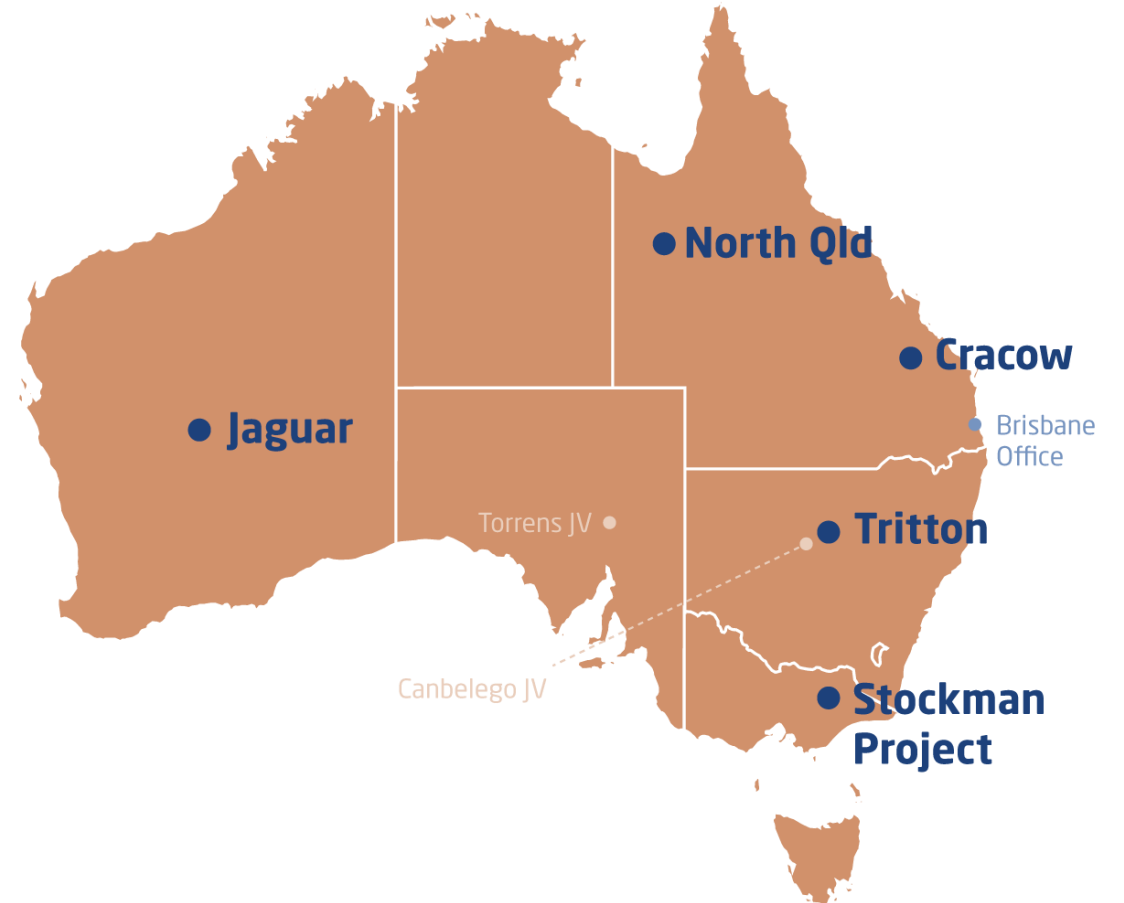 North Qld
Cracow
Jaguar
Brisbane
Office
Torrens JV
Tritton
Canbelego JV
Stockman
Project